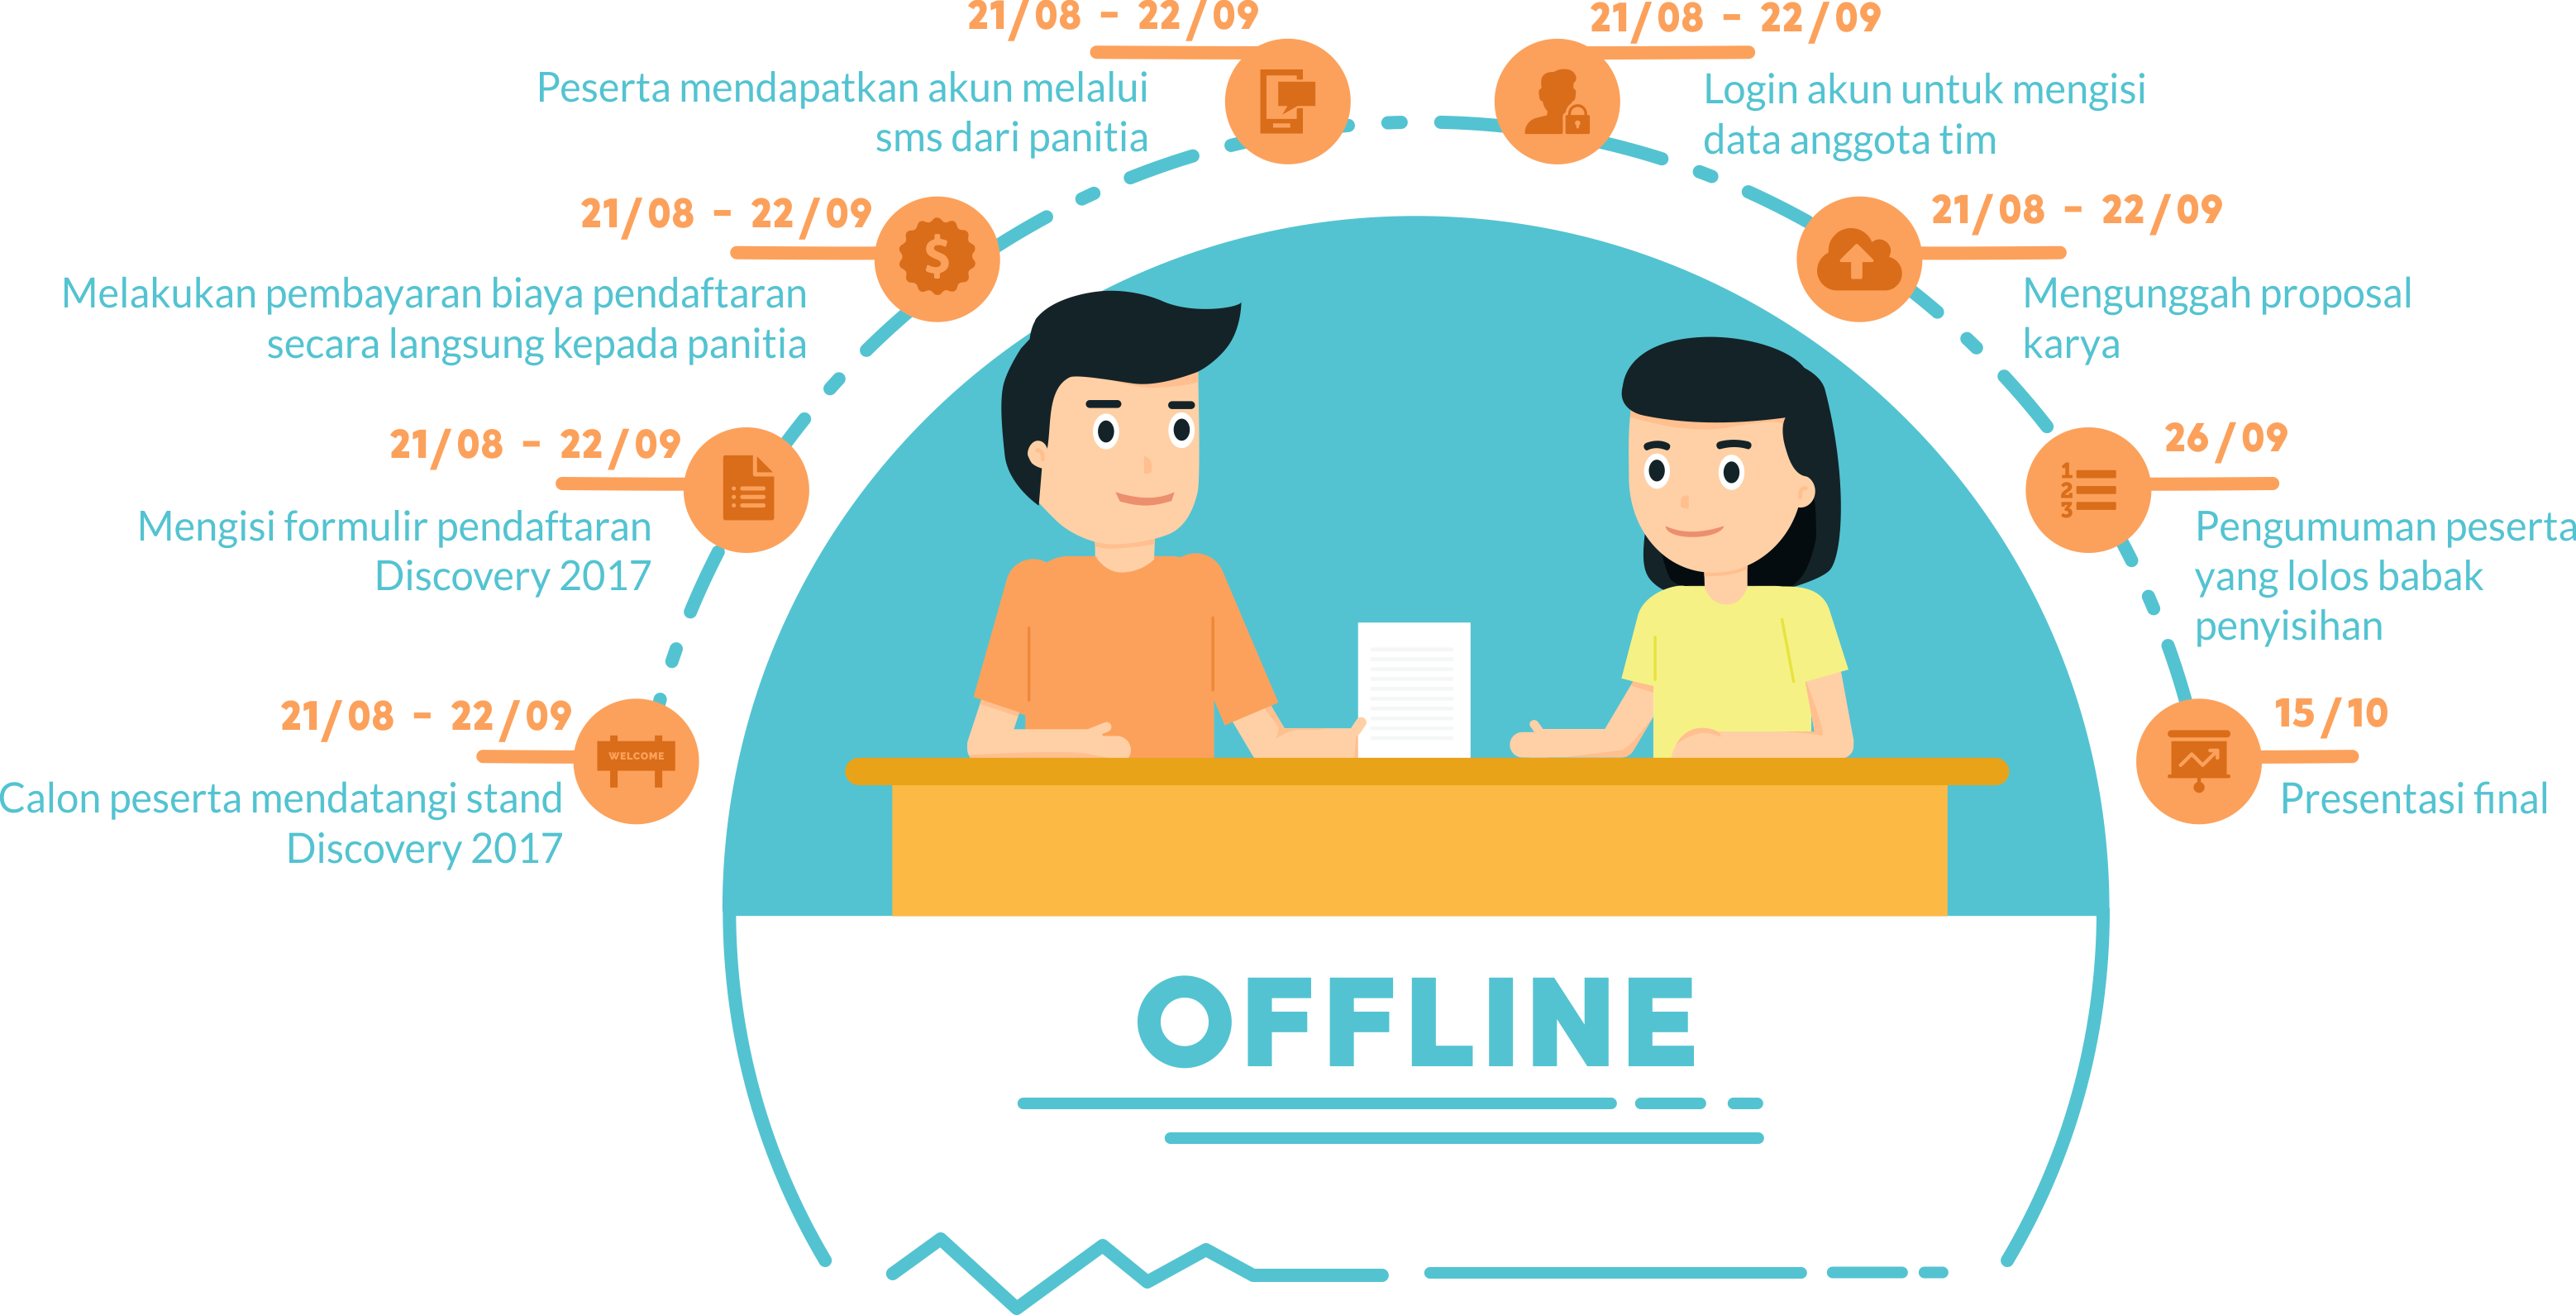 21/08 - 22/09
Calon peserta mendatangi stand
Discovery 2017
WELCOME
21/08 - 22/09
Mengisi formulir pendaftaran
Discovery 2017
21/08 - 22/09
Melakukan pembayaran biaya pendaftaran
secara langsung kepada panitia
21/08 - 22/09
Peserta mendapatkan akun melalui
sms dari panitia
21/08 - 22/09
Login akun untuk mengisi
data anggota tim
21/08 - 22/09
Mengunggah proposal
karya
26/09
1
2
3
Pengumuman peserta
yang lolos babak
penyisihan
15/10
Presentasi final
OFFLINE